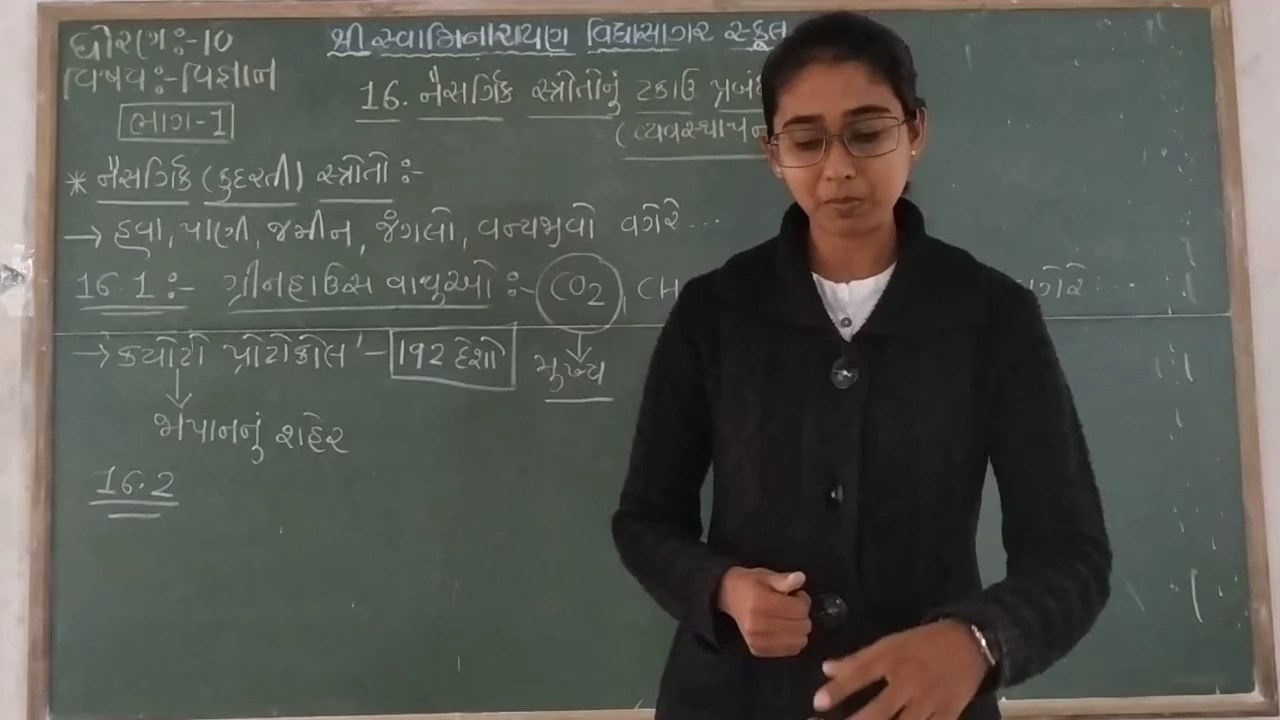 ધોરણ:-10
શ્રી સ્વામિનારાયણ વિદ્યાસાગર સ્કૂલ
વિષય:-વિજ્ઞાન
16. નૈસર્ગિક સ્ત્રોતોનું ટકાઉ
ભાગ-1
(વ્યવસ્થાપન
* નૈસર્ગિક (કુદરતી) સ્ત્રોતો:-
→ હવા, પાણી, જમીન, જંગલો, વન્યજીવો વગેરે...
16.1:- ગ્રીનહાઉસ વાયુઓ:- CO₂, CH વગેરે...
→ ક્યોટો પ્રોટોકોલ' - 192 દેશો મુખ્ય
જાપાનનું શહેર
16.2